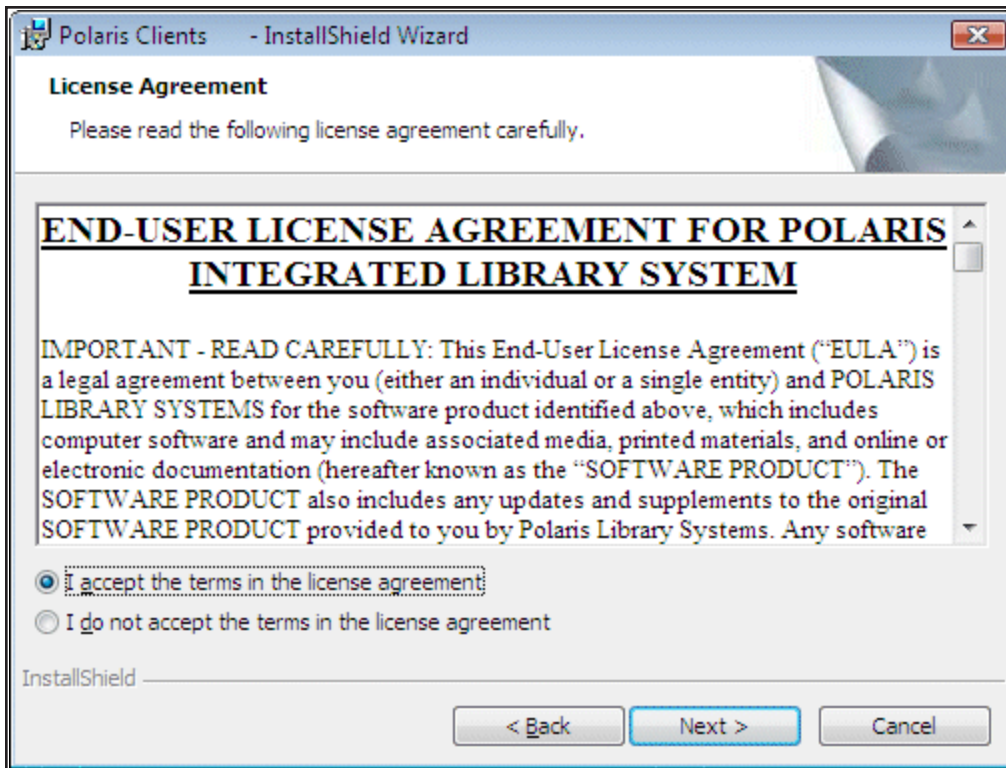 Polaris Clients - InstallShield Wizard
License Agreement
Please read the following license agreement carefully.
END-USER LICENSE AGREEMENT FOR POLARIS
INTEGRATED LIBRARY SYSTEM
IMPORTANT - READ CAREFULLY: This End-User License Agreement (“EULA”) is
a legal agreement between you (either an individual or a single entity) and POLARIS
LIBRARY SYSTEMS for the software product identified above, which includes
computer software and may include associated media, printed materials, and online or
electronic documentation (hereafter known as the “SOFTWARE PRODUCT”). The
SOFTWARE PRODUCT also includes any updates and supplements to the original
SOFTWARE PRODUCT provided to you by Polaris Library Systems. Any software
I accept the terms in the license agreement
I do not accept the terms in the license agreement
InstallShield
< Back Next > Cancel